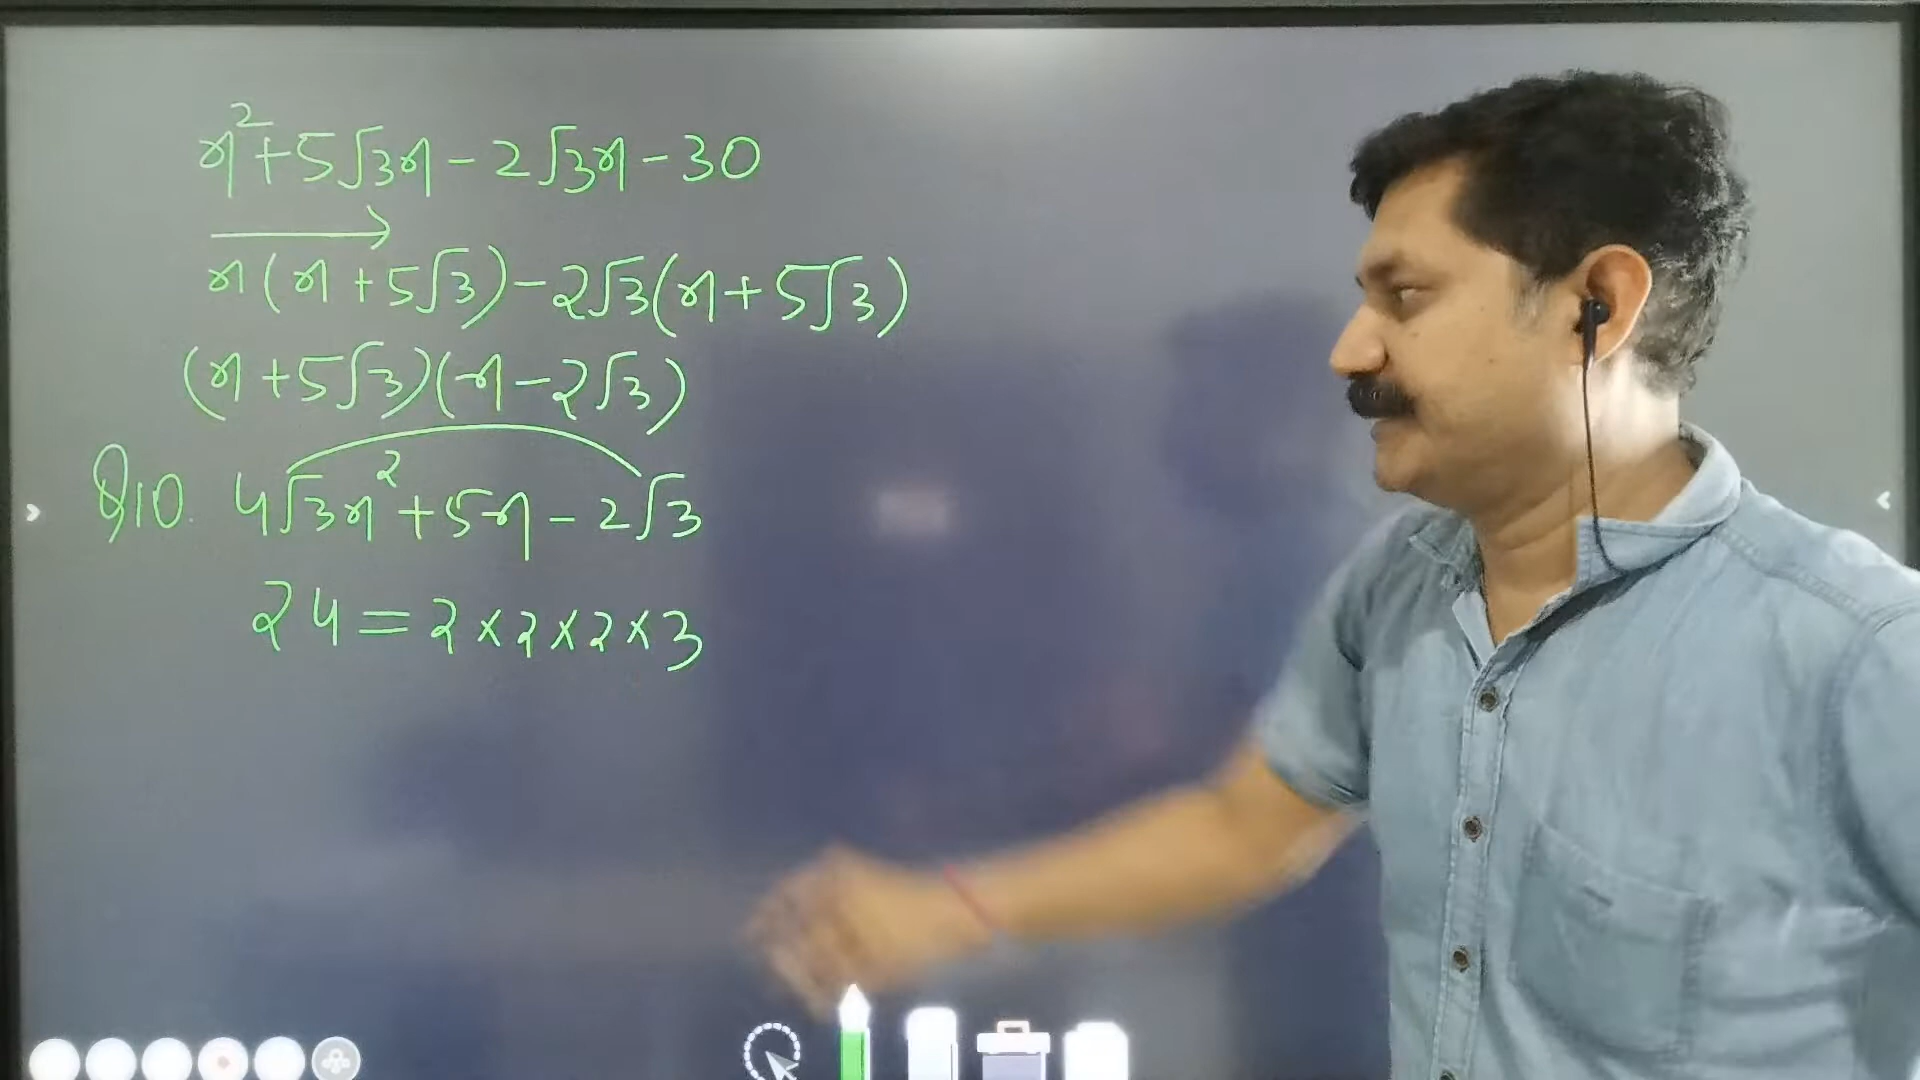 x² + 5√3x - 2√3x - 30
x(x + 5√3) - 2√3(x + 5√3)
(x + 5√3)(x - 2√3)
Q10. 4√3x² + 5x - 2√3
24 = 2 × 2 × 2 × 3